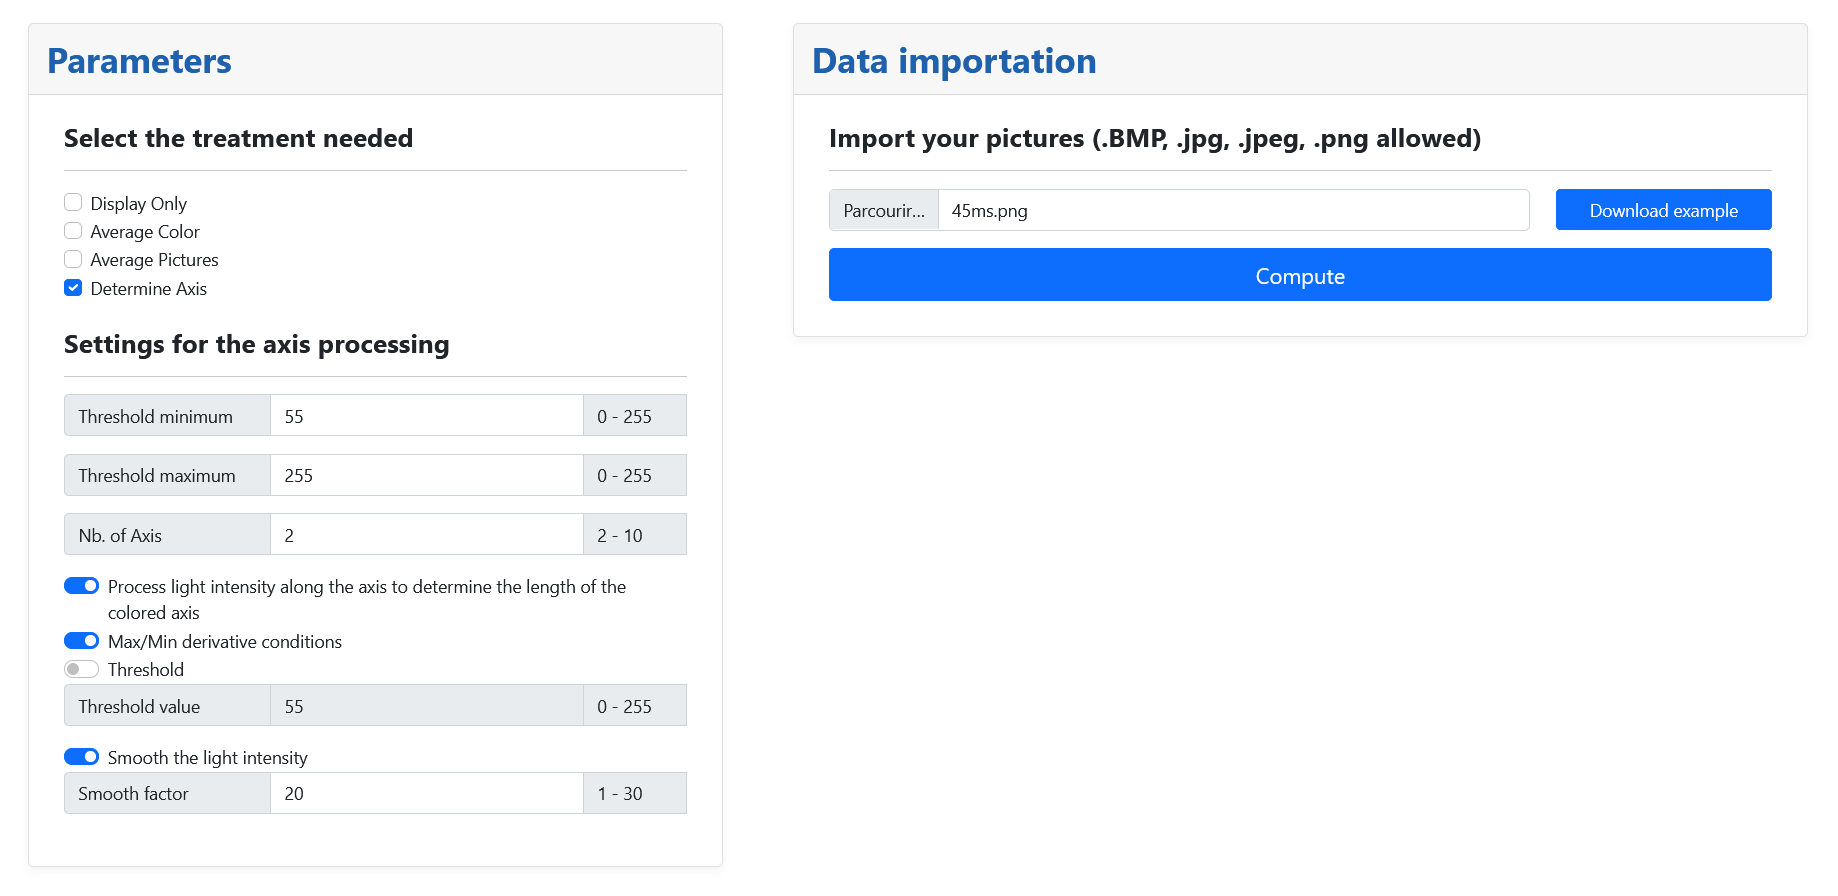 Parameters
Select the treatment needed
Display Only
Average Color
Average Pictures
Determine Axis
Settings for the axis processing
Threshold minimum 55 0 - 255
Threshold maximum 255 0 - 255
Nb. of Axis 2 2 - 10
Process light intensity along the axis to determine the length of the
colored axis
Max/Min derivative conditions
Threshold
Threshold value 55 0 - 255
Smooth the light intensity
Smooth factor 20 1 - 30
Data importation
Import your pictures (.BMP, .jpg, .jpeg, .png allowed)
Parcourir... 45ms.png Download example
Compute